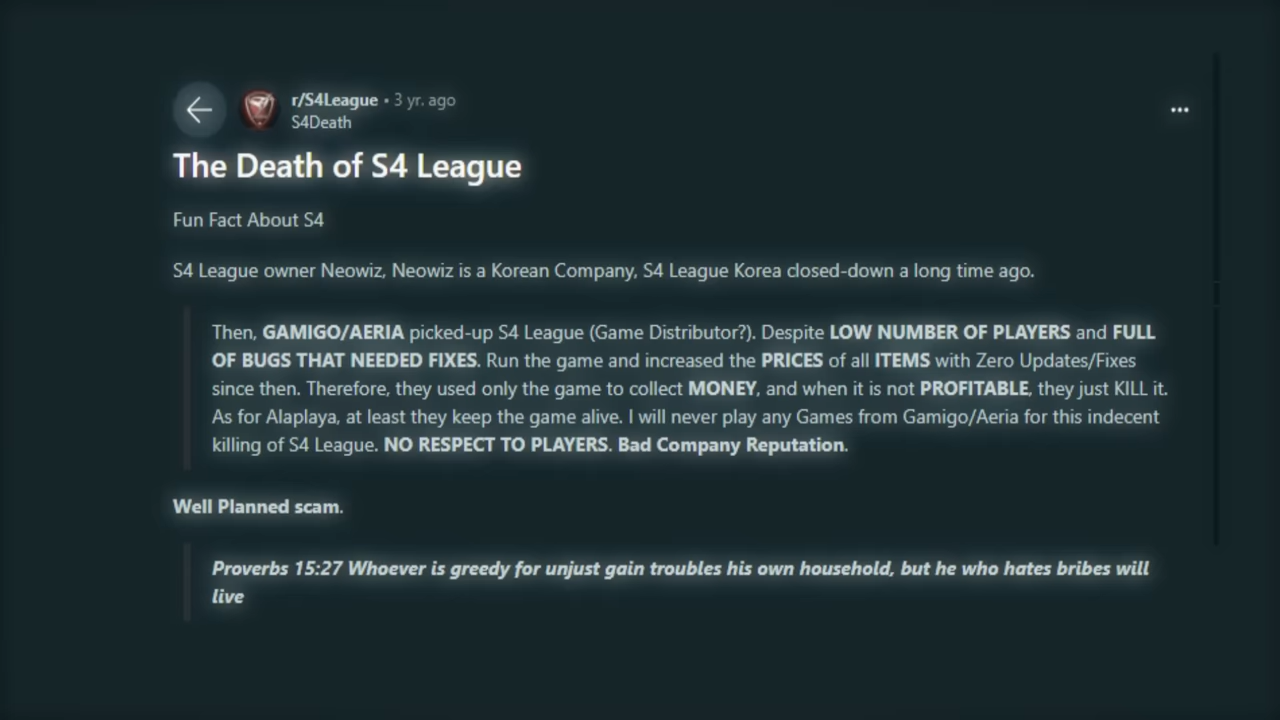 r/S4League • 3 yr. ago
S4Death
The Death of S4 League
Fun Fact About S4
S4 League owner Neowiz, Neowiz is a Korean Company, S4 League Korea closed-down a long time ago.
Then, GAMIGO/AERIA picked-up S4 League (Game Distributor?). Despite LOW NUMBER OF PLAYERS and FULL
OF BUGS THAT NEEDED FIXES. Run the game and increased the PRICES of all ITEMS with Zero Updates/Fixes
since then. Therefore, they used only the game to collect MONEY, and when it is not PROFITABLE, they just KILL it.
As for Alaplaya, at least they keep the game alive. I will never play any Games from Gamigo/Aeria for this indecent
killing of S4 League. NO RESPECT TO PLAYERS. Bad Company Reputation.
Well Planned scam.
Proverbs 15:27 Whoever is greedy for unjust gain troubles his own household, but he who hates bribes will
live